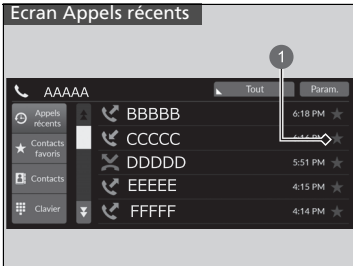 Ecran Appels récents
1
AAAAA
Tout
Param.
Appels
récents
Contacts
favoris
Contacts
Clavier
BBBBB 6:18 PM
CCCCC
DDDDD 5:51 PM
EEEEE 4:15 PM
FFFFF 4:14 PM